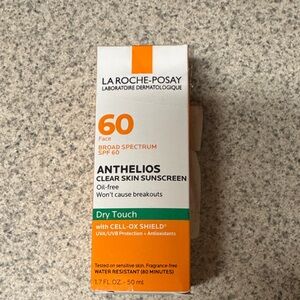 LA ROCHE-POSAY
LABORATOIRE DERMATOLOGIQUE
60
Face
BROAD SPECTRUM
SPF 60
ANTHELIOS
CLEAR SKIN SUNSCREEN
Oil-free
Won't cause breakouts
Dry Touch
with CELL-OX SHIELD®
UVA/UVB Protection + Antioxidants
Tested on sensitive skin. Fragrance-free
WATER RESISTANT (80 MINUTES)
1.7 FL.OZ. - 50 ml